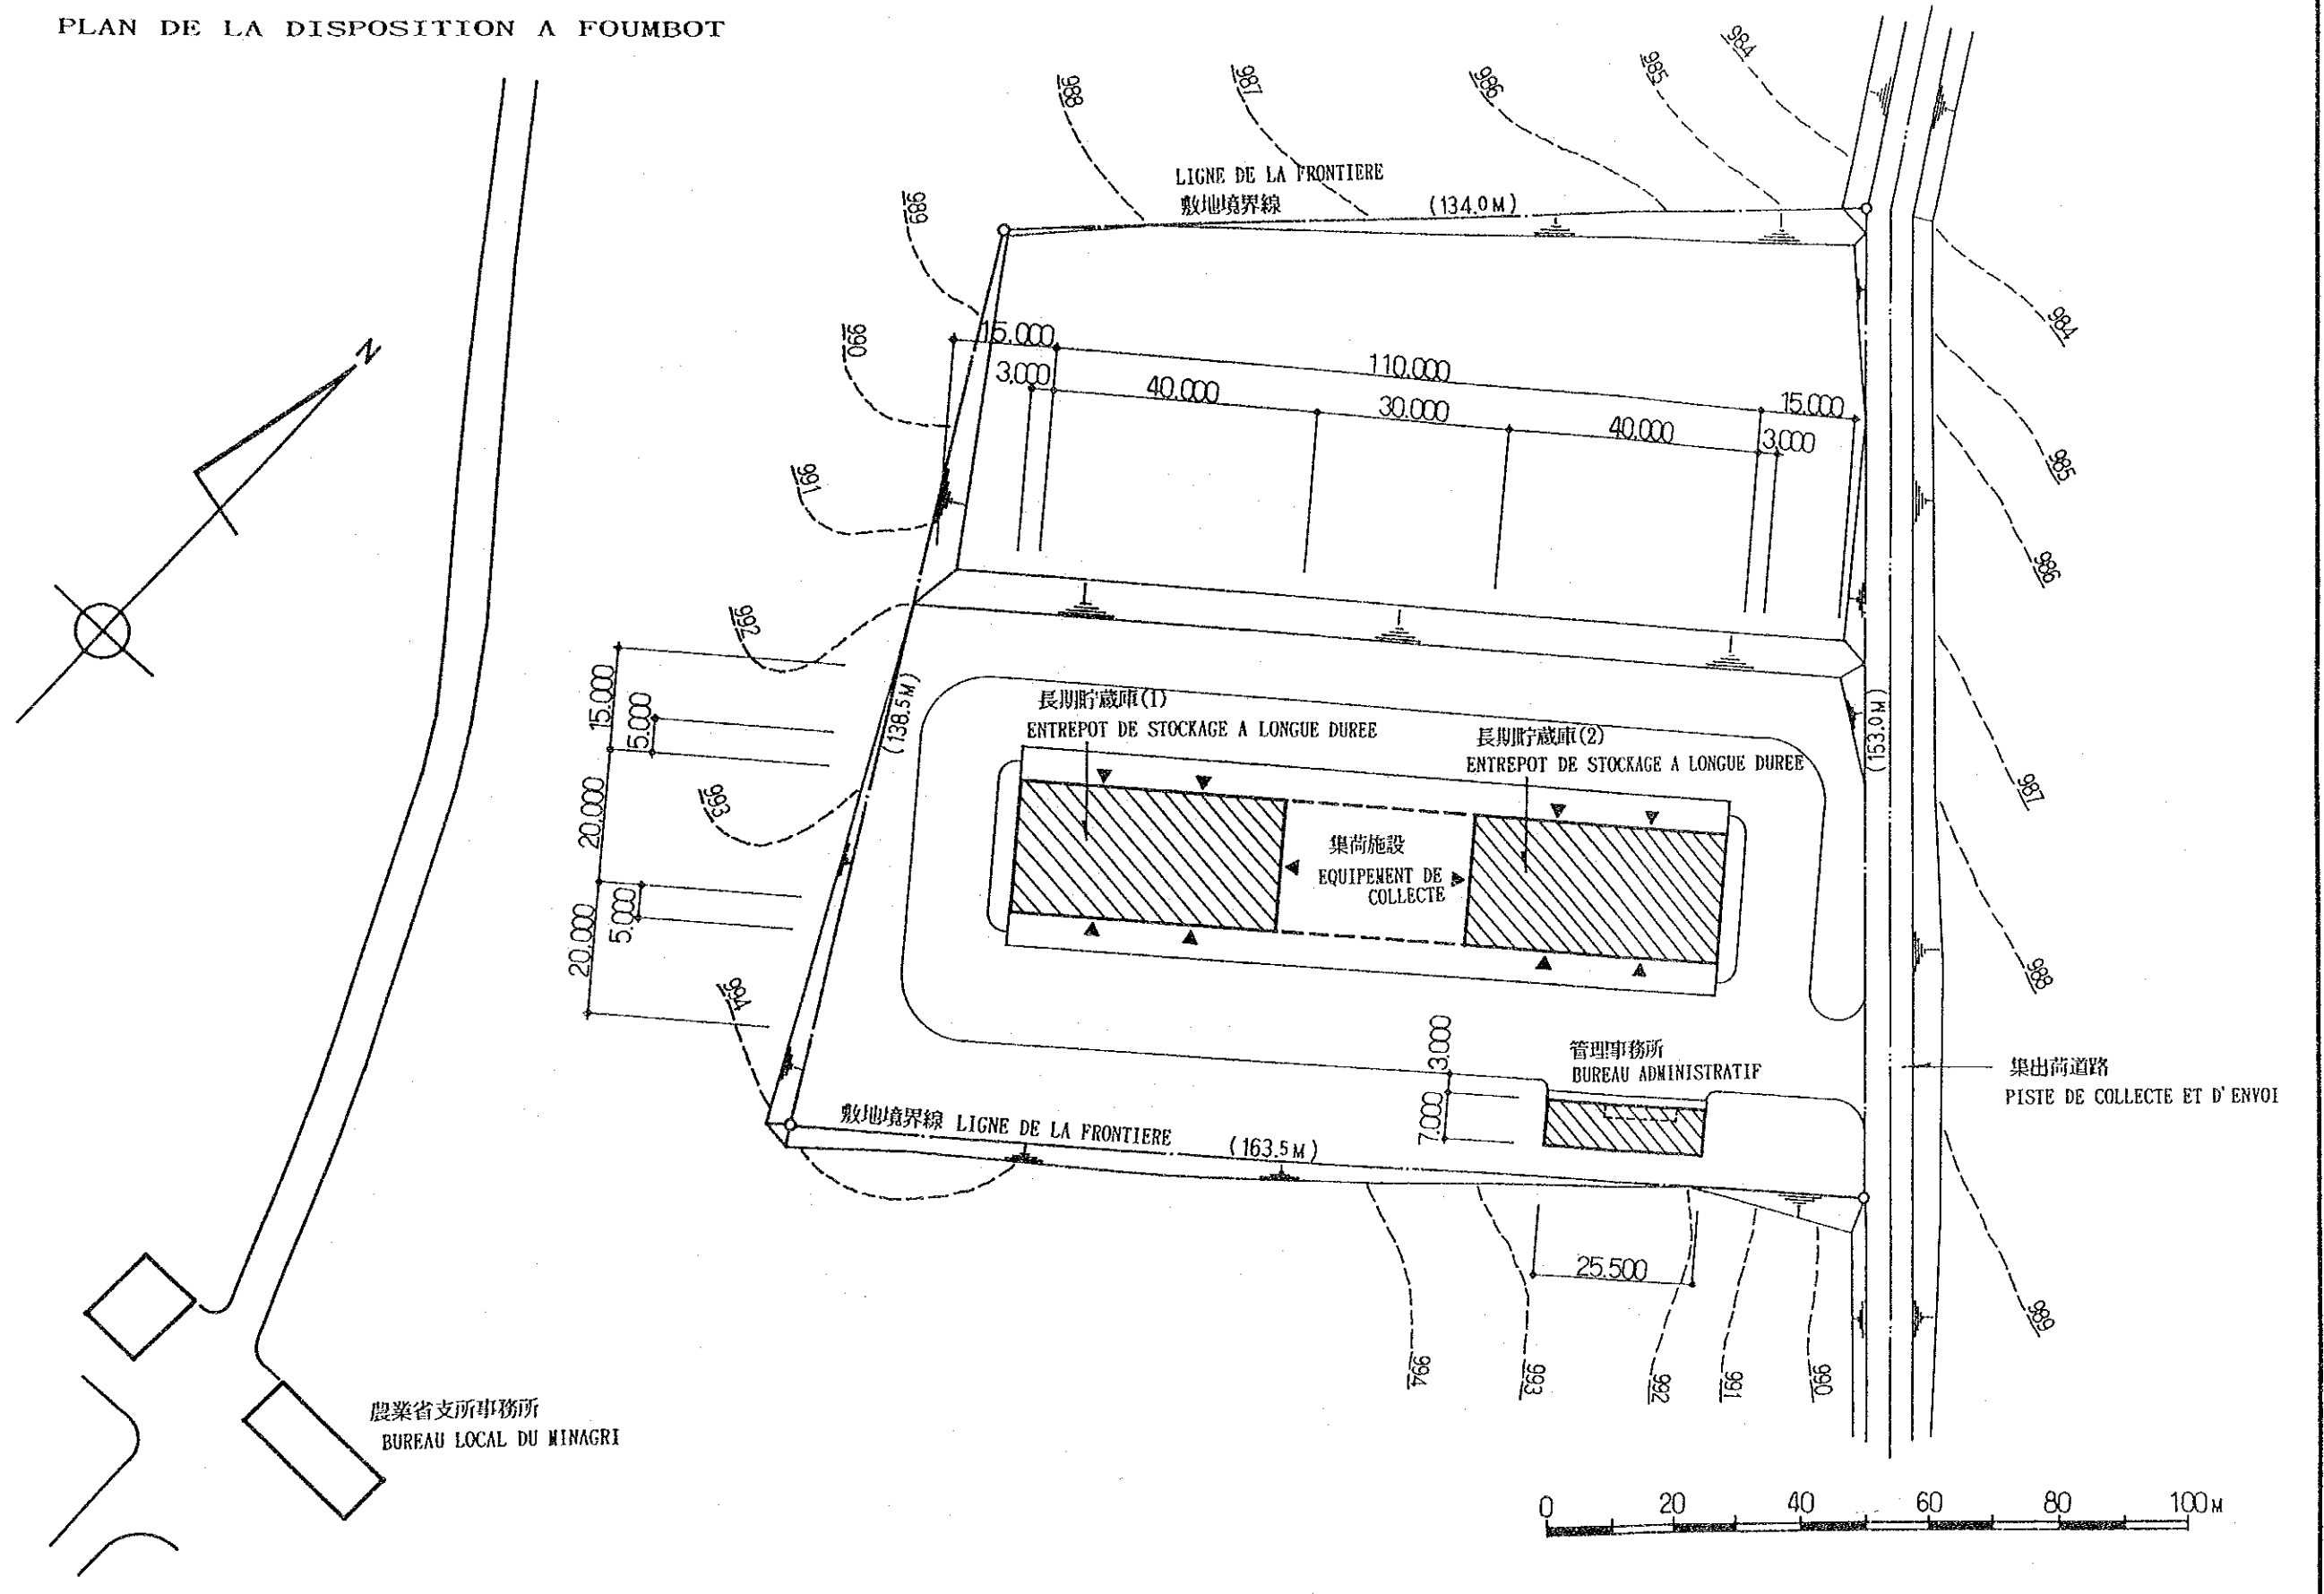 PLAN DE LA DISPOSITION A FOUMBOT
984
985
986
987
988
LIGNE DE LA FRONTIERE
敷地境界線
(134.0M)
989
990
991
992
993
994
N
15.000
110.000
3,000
40.000
30.000
40.000
15.000
3,000
984
985
986
987
988
989
15.000
5.000
20.000
5.000
20.000
(138.5M)
(153.0M)
長期貯蔵庫(1)
ENTREPOT DE STOCKAGE A LONGUE DUREE
長期貯蔵庫(2)
ENTREPOT DE STOCKAGE A LONGUE DUREE
集荷施設
EQUIPEMENT DE
COLLECTE
3.000
7.000
管理事務所
BUREAU ADMINISTRATIF
集出荷道路
PISTE DE COLLECTE ET D'ENVOI
敷地境界線 LIGNE DE LA FRONTIERE
(163.5M)
25.500
994
993
992
991
990
農業省支所事務所
BUREAU LOCAL DU MINAGRI
0 20 40 60 80 100M